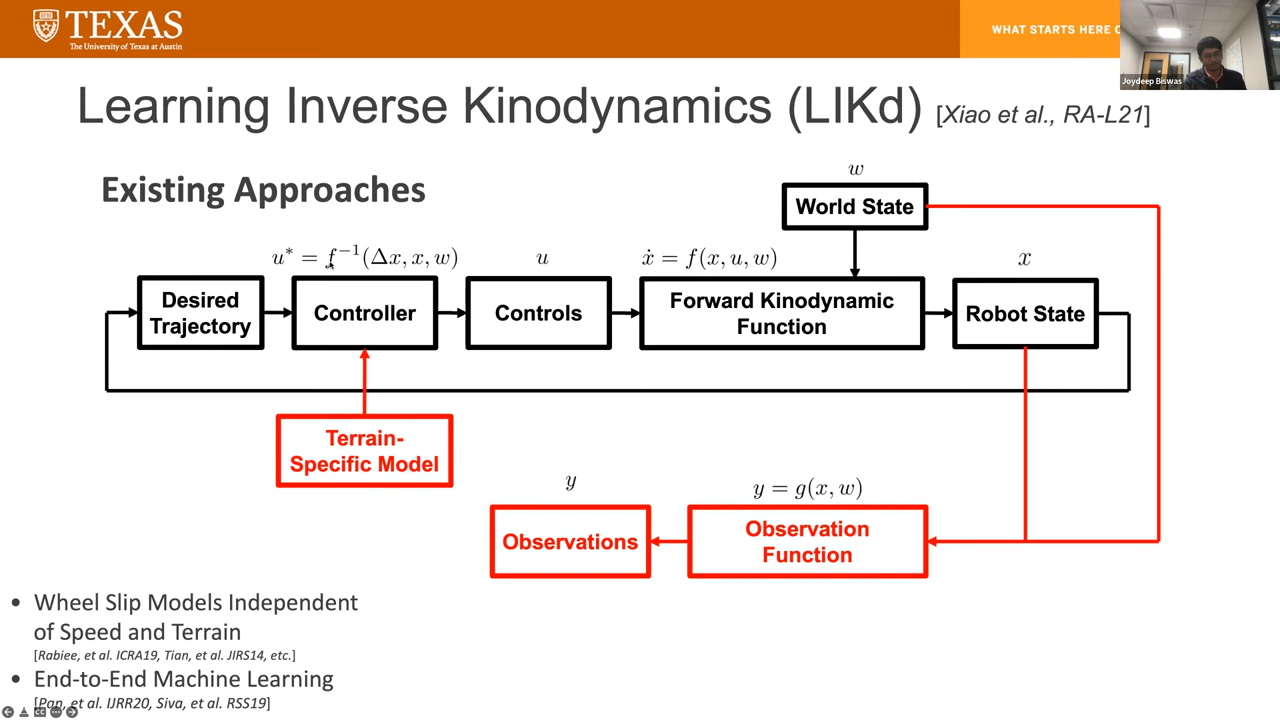 TEXAS
The University of Texas at Austin
WHAT STARTS HERE
Joydeep Biswas
Learning Inverse Kinodynamics (LIKd) [Xiao et al., RA-L21]
Existing Approaches
w
World State
u* = f⁻¹(Δx, x, w)
u
ẋ = f(x, u, w)
x
Desired
Trajectory
Controller
Controls
Forward Kinodynamic
Function
Robot State
Terrain-
Specific Model
y
y = g(x, w)
Observations
Observation
Function
• Wheel Slip Models Independent
of Speed and Terrain
[Rabiee, et al. ICRA19, Tian, et al. JIRS14, etc.]
• End-to-End Machine Learning
[Pan, et al. IJRR20, Siva, et al. RSS19]